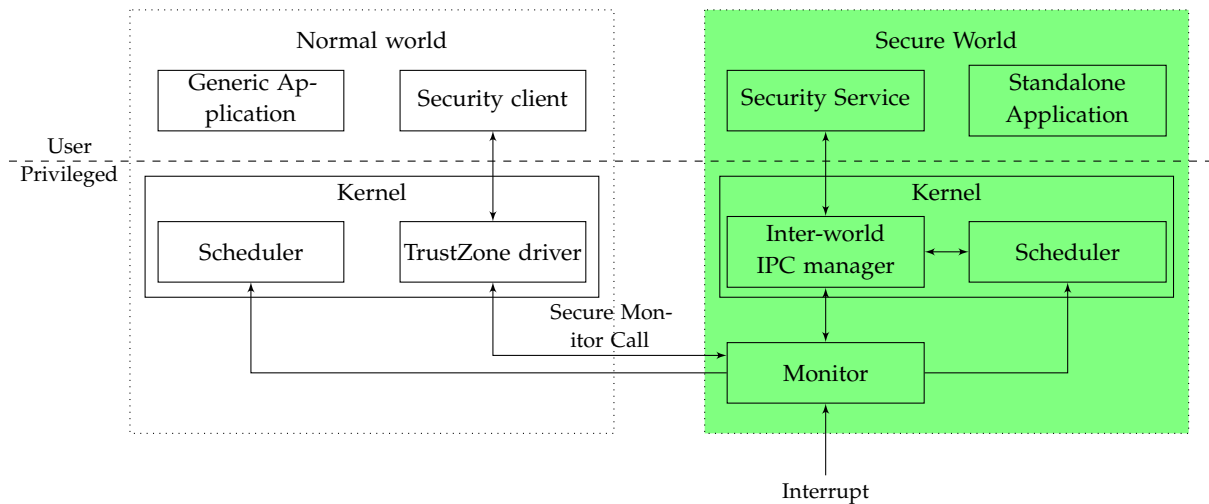 Normal world
Secure World
Generic Ap-
plication
Security client
Security Service
Standalone
Application
User
Privileged
Kernel
Kernel
Scheduler
TrustZone driver
Inter-world
IPC manager
Scheduler
Secure Mon-
itor Call
Monitor
Interrupt